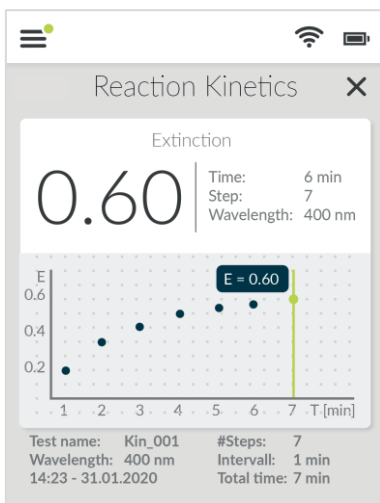 Reaction Kinetics
Extinction
0.60
Time: 6 min
Step: 7
Wavelength: 400 nm
E
E = 0.60
0.6
0.4
0.2
1 2 3 4 5 6 7 T [min]
Test name: Kin_001 #Steps: 7
Wavelength: 400 nm Intervall: 1 min
14:23 - 31.01.2020 Total time: 7 min